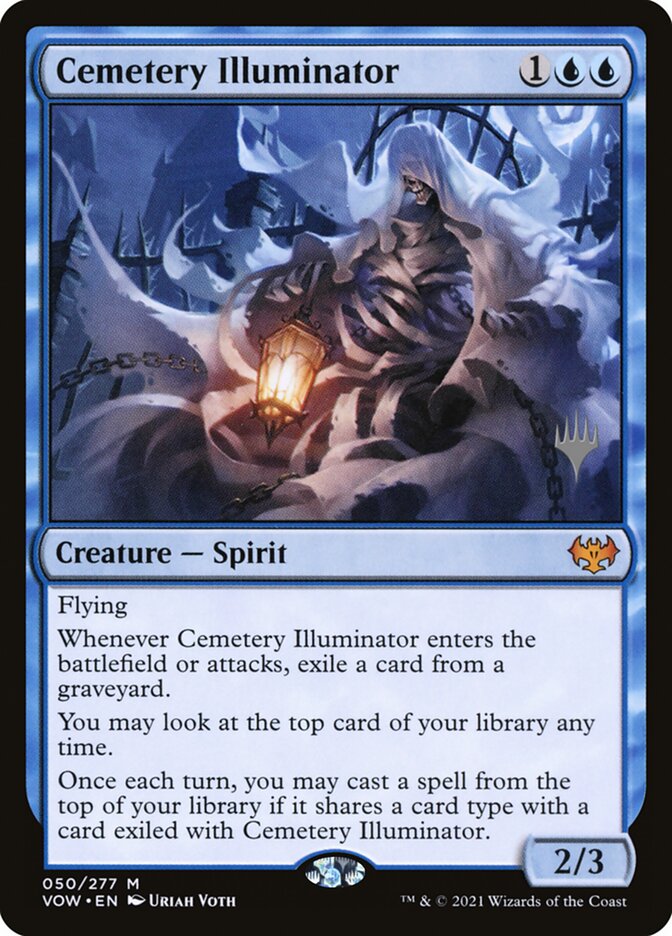 Cemetery Illuminator 1
Creature — Spirit
Flying
Whenever Cemetery Illuminator enters the
battlefield or attacks, exile a card from a
graveyard.
You may look at the top card of your library any
time.
Once each turn, you may cast a spell from the
top of your library if it shares a card type with a
card exiled with Cemetery Illuminator.
2/3
050/277 M
VOW • EN Uriah Voth
™ & © 2021 Wizards of the Coast